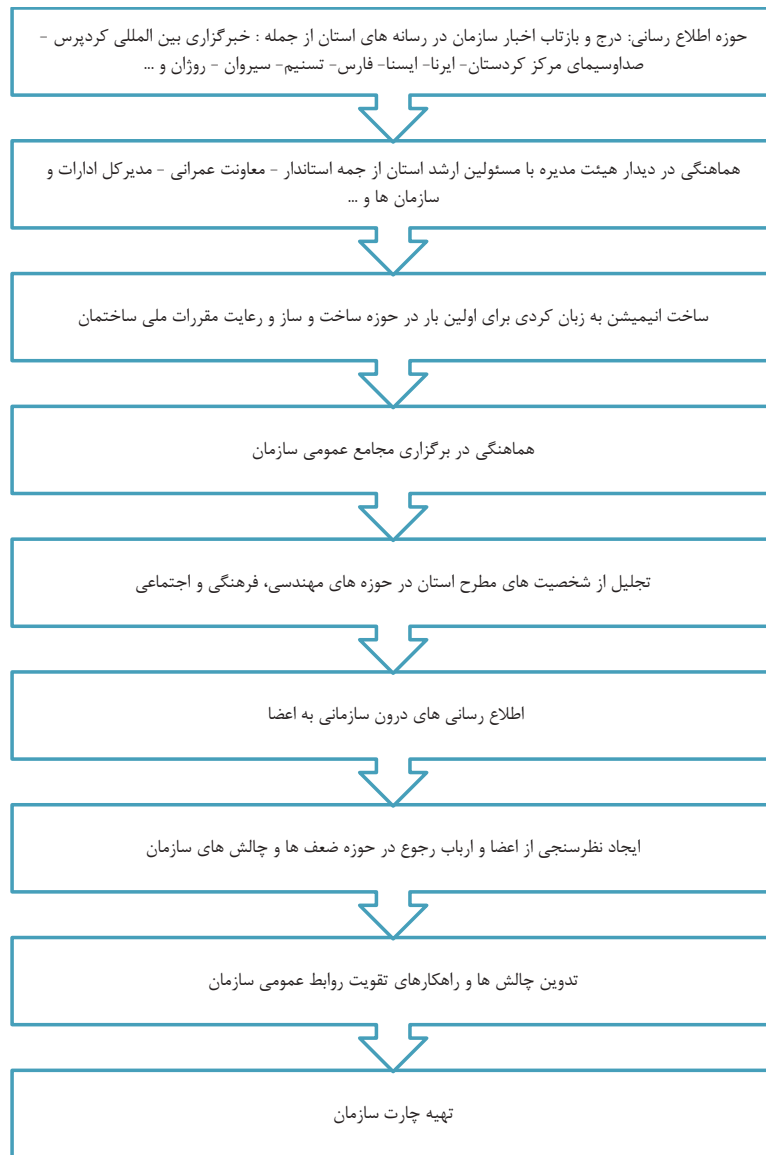 حوزه اطلاع رسانی: درج و بازتاب اخبار سازمان در رسانه های استان از جمله : خبرگزاری بین المللی کردپرس -
صداوسیمای مرکز کردستان- ایرنا- ایسنا- فارس- تسنیم- سیروان - روژان و ...
هماهنگی در دیدار هیئت مدیره با مسئولین ارشد استان از جمه استاندار - معاونت عمرانی - مدیرکل ادارات و
سازمان ها و ...
ساخت انیمیشن به زبان کردی برای اولین بار در حوزه ساخت و ساز و رعایت مقررات ملی ساختمان
هماهنگی در برگزاری مجامع عمومی سازمان
تجلیل از شخصیت های مطرح استان در حوزه های مهندسی، فرهنگی و اجتماعی
اطلاع رسانی های درون سازمانی به اعضا
ایجاد نظرسنجی از اعضا و ارباب رجوع در حوزه ضعف ها و چالش های سازمان
تدوین چالش ها و راهکارهای تقویت روابط عمومی سازمان
تهیه چارت سازمان